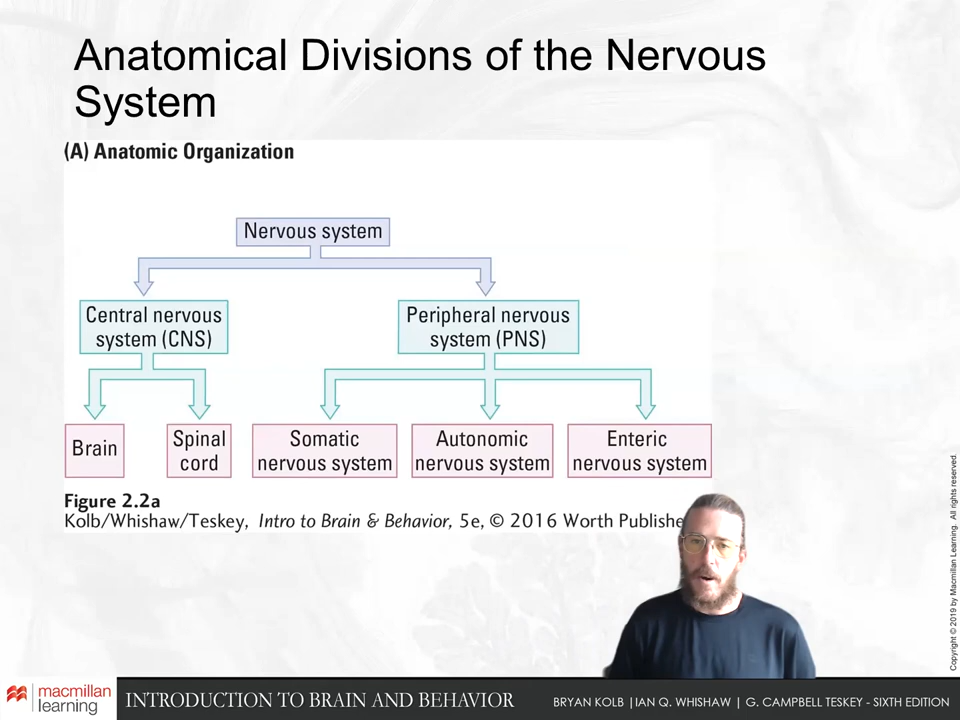 Anatomical Divisions of the Nervous
System
(A) Anatomic Organization
Nervous system
Central nervous
system (CNS)
Peripheral nervous
system (PNS)
Brain
Spinal
cord
Somatic
nervous system
Autonomic
nervous system
Enteric
nervous system
Figure 2.2a
Kolb/Whishaw/Teskey, Intro to Brain & Behavior, 5e, © 2016 Worth Publishe
Copyright © 2019 by Macmillan Learning. All rights reserved.
macmillan
learning
INTRODUCTION TO BRAIN AND BEHAVIOR
BRYAN KOLB |IAN Q. WHISHAW | G. CAMPBELL TESKEY - SIXTH EDITION